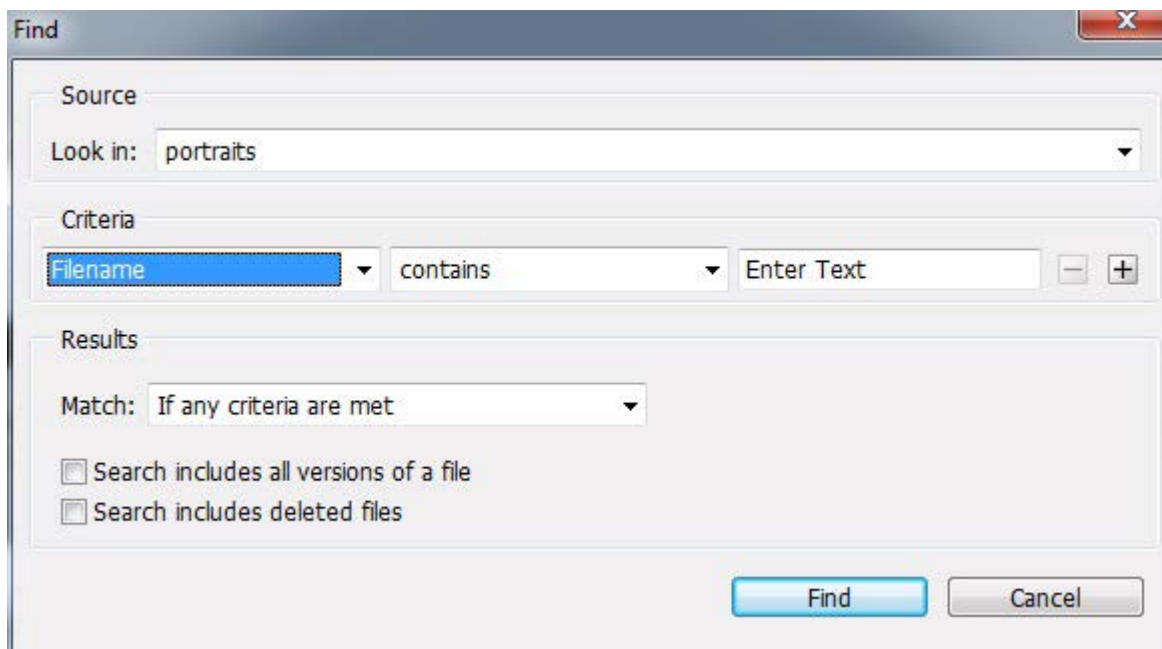 Find
Source
Look in: portraits
Criteria
Filename contains Enter Text
Results
Match: If any criteria are met
Search includes all versions of a file
Search includes deleted files
Find Cancel